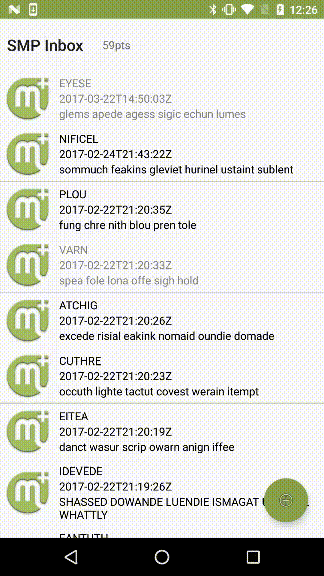 12:26
SMP Inbox 59pts
EYESE
2017-03-22T14:50:03Z
glems apede agess sigic echun lumes
NIFICEL
2017-02-24T21:43:22Z
sommuch feakins gleviet hurinel ustaint sublent
PLOU
2017-02-22T21:20:35Z
fung chre nith blou pren tole
VARN
2017-02-22T21:20:33Z
spea fole lona offe sigh hold
ATCHIG
2017-02-22T21:20:26Z
excede risial eakink nomaid oundie domade
CUTHRE
2017-02-22T21:20:23Z
occuth lighte tactut covest werain itempt
EITEA
2017-02-22T21:20:19Z
danct wasur scrip owarn anign iffee
IDEVEDE
2017-02-22T21:19:26Z
SHASSED DOWANDE LUENDIE ISMAGAT
WHATTLY